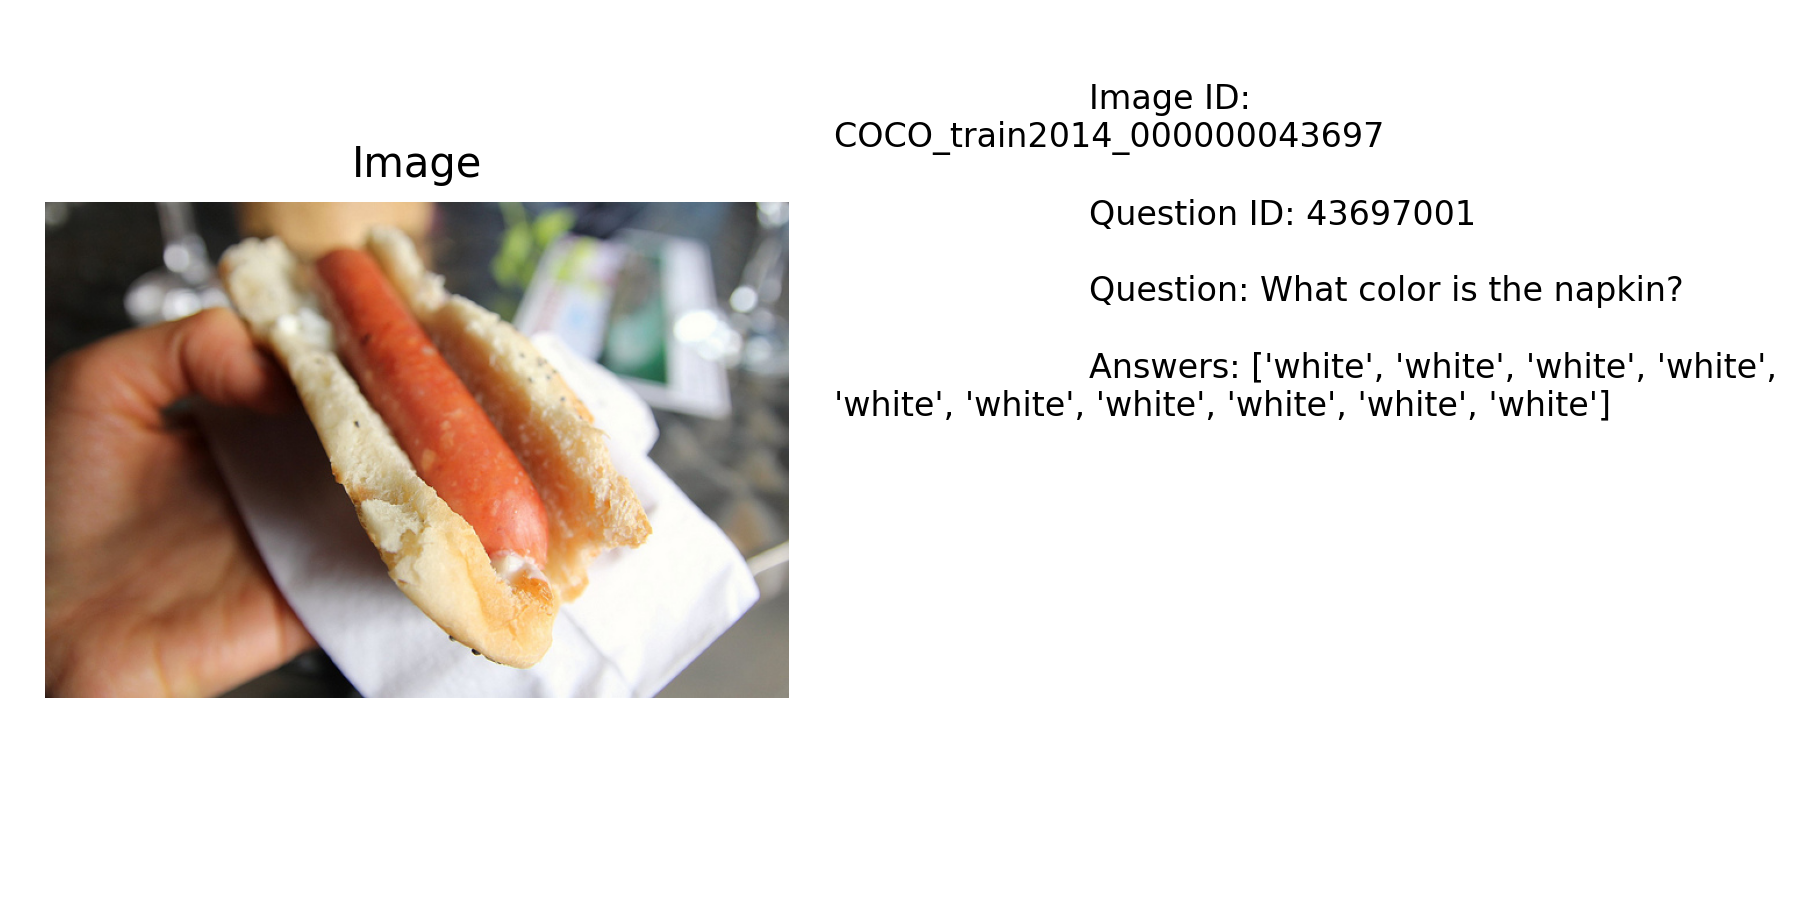 Image
Image ID:
COCO_train2014_000000043697
Question ID: 43697001
Question: What color is the napkin?
Answers: ['white', 'white', 'white', 'white',
'white', 'white', 'white', 'white', 'white', 'white']